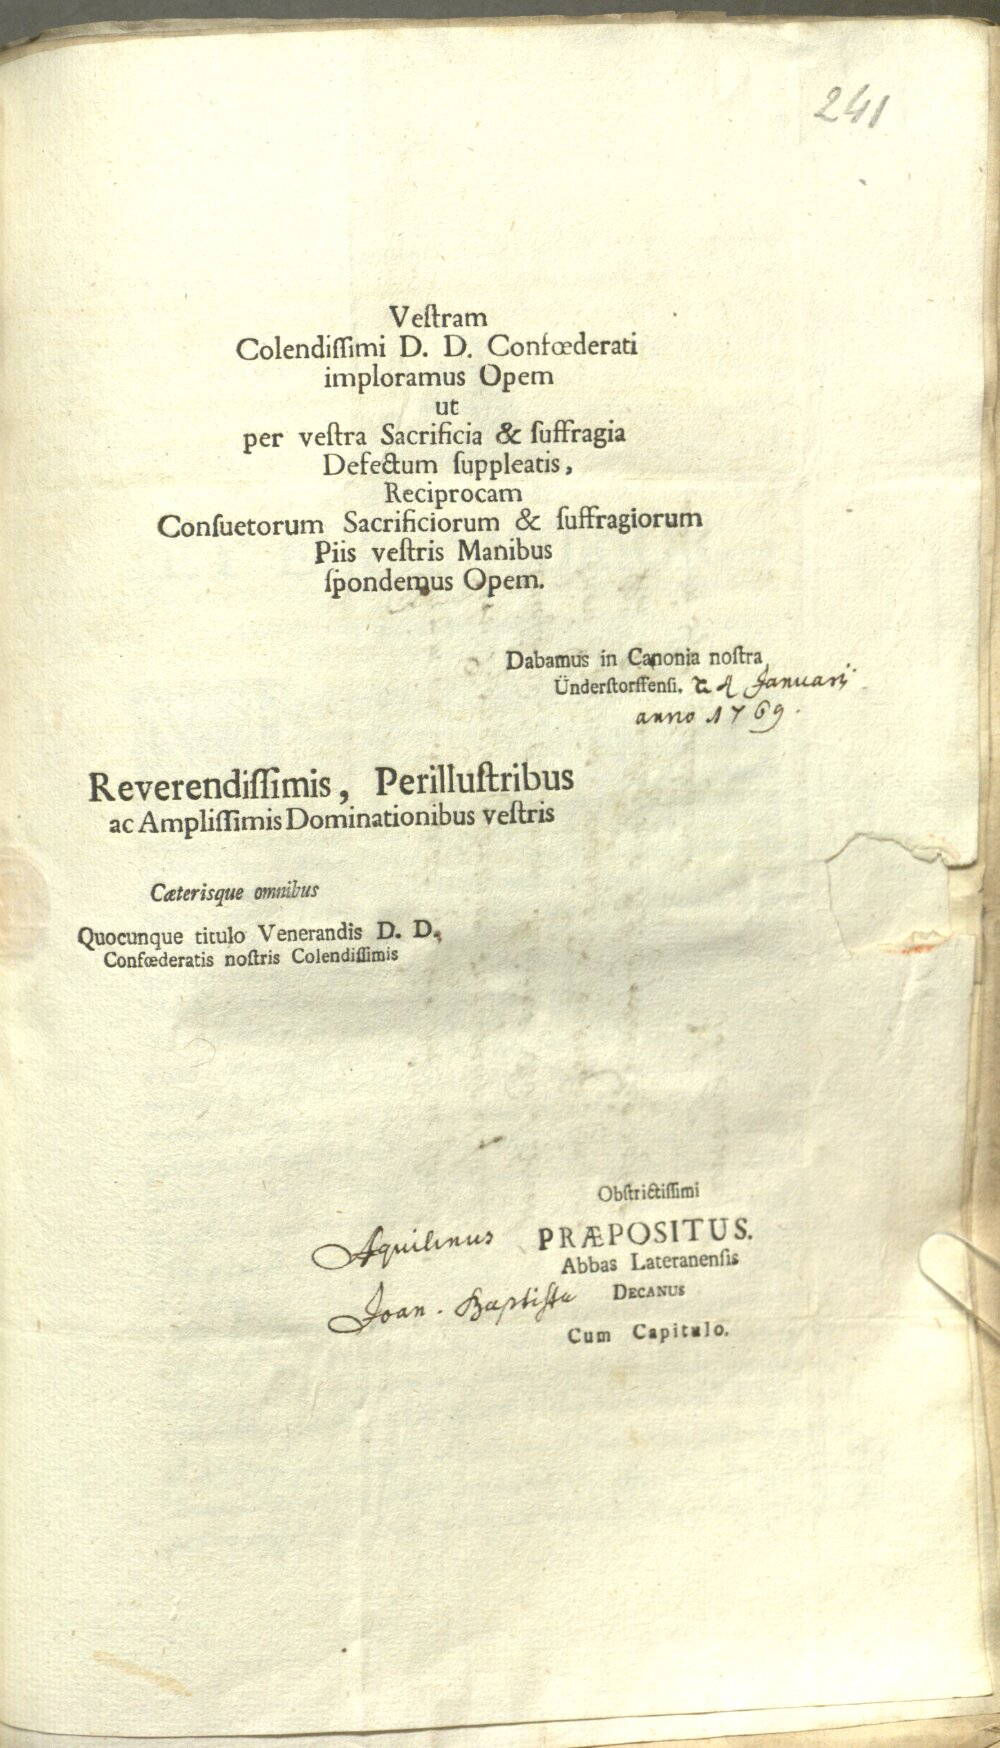 241
Veſtram
Colendiſſimi D. D. Confœderati
imploramus Opem
ut
per veſtra Sacrificia & ſuffragia
Defectum ſuppleatis,
Reciprocam
Conſuetorum Sacrificiorum & ſuffragiorum
Piis veſtris Manibus
ſpondemus Opem.
Dabamus in Canonia noſtra
Ünderſtorffenſi. Januarij
anno 1769.
Reverendiſſimis, Perilluſtribus
ac Ampliſſimis Dominationibus veſtris
Cæterisque omnibus
Quocunque titulo Venerandis D. D.
Confœderatis noſtris Colendiſſimis
Obſtrictiſſimi
Aquilinus PRÆPOSITUS.
Abbas Lateranenſis
Joan. Baptista DECANUS
Cum Capitulo.